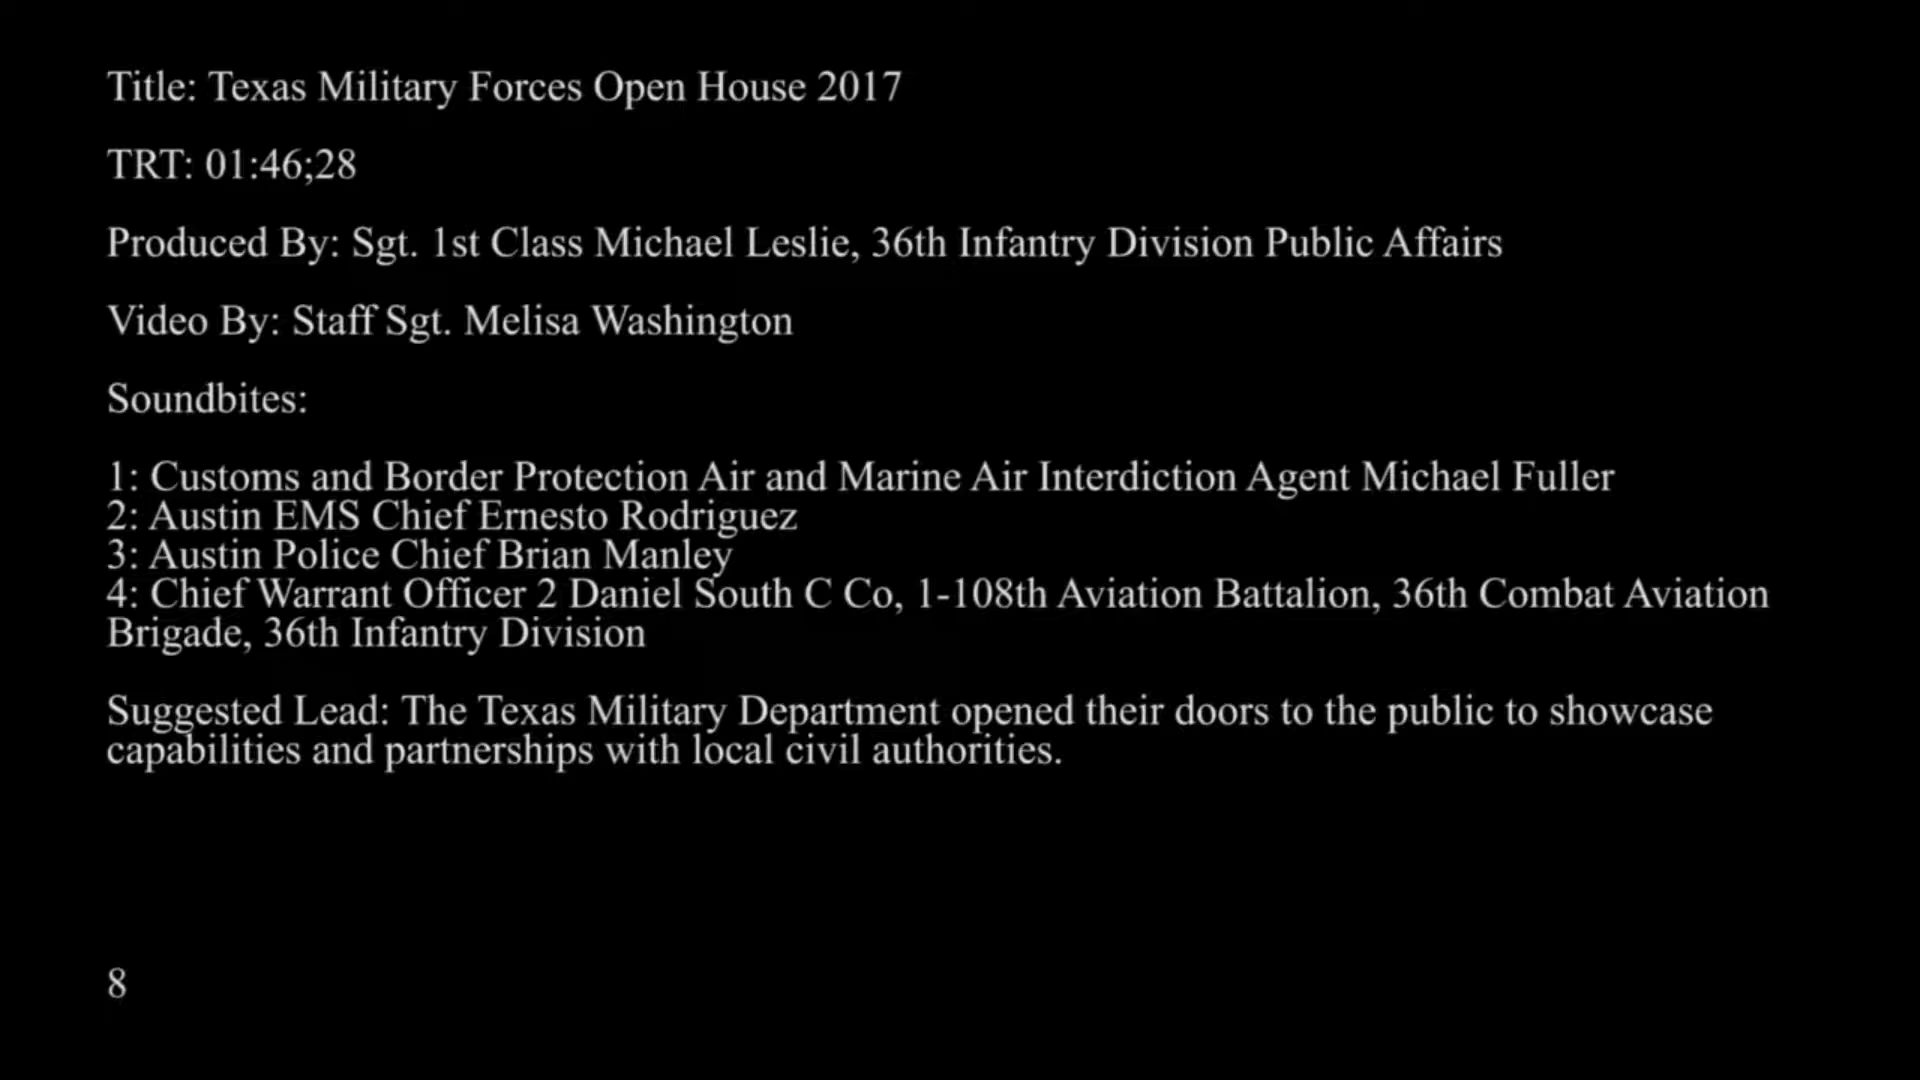 Title: Texas Military Forces Open House 2017
TRT: 01:46;28
Produced By: Sgt. 1st Class Michael Leslie, 36th Infantry Division Public Affairs
Video By: Staff Sgt. Melisa Washington
Soundbites:
1: Customs and Border Protection Air and Marine Air Interdiction Agent Michael Fuller
2: Austin EMS Chief Ernesto Rodriguez
3: Austin Police Chief Brian Manley
4: Chief Warrant Officer 2 Daniel South C Co, 1-108th Aviation Battalion, 36th Combat Aviation
Brigade, 36th Infantry Division
Suggested Lead: The Texas Military Department opened their doors to the public to showcase
capabilities and partnerships with local civil authorities.
8